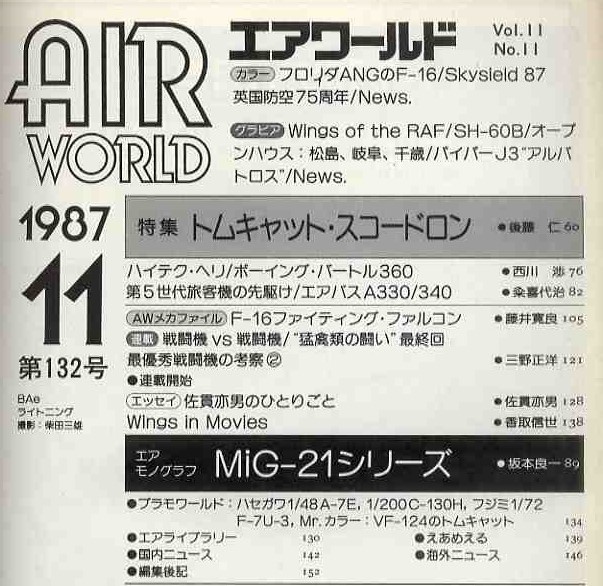 AIR WORLD
エアワールド
Vol.11
No.11
カラー フロリダANGのF-16/Skysield 87
英国防空75周年/News.
グラビア Wings of the RAF/SH-60B/オープ
ンハウス：松島、岐阜、千歳/パイパーJ3"アルバ
トロス"/News.
1987
11
第132号
BAe
ライトニング
撮影：柴田三雄
特集 トムキャット・スコードロン ●後藤 仁 60
ハイテク・ヘリ/ボーイング・バートル360 ●西川 渉 76
第5世代旅客機の先駆け/エアバスA330/340 ●粂喜代治 82
AWメカファイル F-16ファイティング・ファルコン ●藤井寛良 105
連載 戦闘機 vs 戦闘機/"猛禽類の闘い"最終回
最優秀戦闘機の考察② ●三野正洋 121
●連載開始
エッセイ 佐貫亦男のひとりごと ●佐貫亦男 128
Wings in Movies ●香取信世 138
エア
モノグラフ MiG-21シリーズ ●坂本良一 89
●プラモワールド：ハセガワ1/48A-7E, 1/200C-130H, フジミ1/72
F-7U-3, Mr.カラー：VF-124のトムキャット 134
●エアライブラリー 130 ●えあめえる 139
●国内ニュース 142 ●海外ニュース 146
●編集後記 152